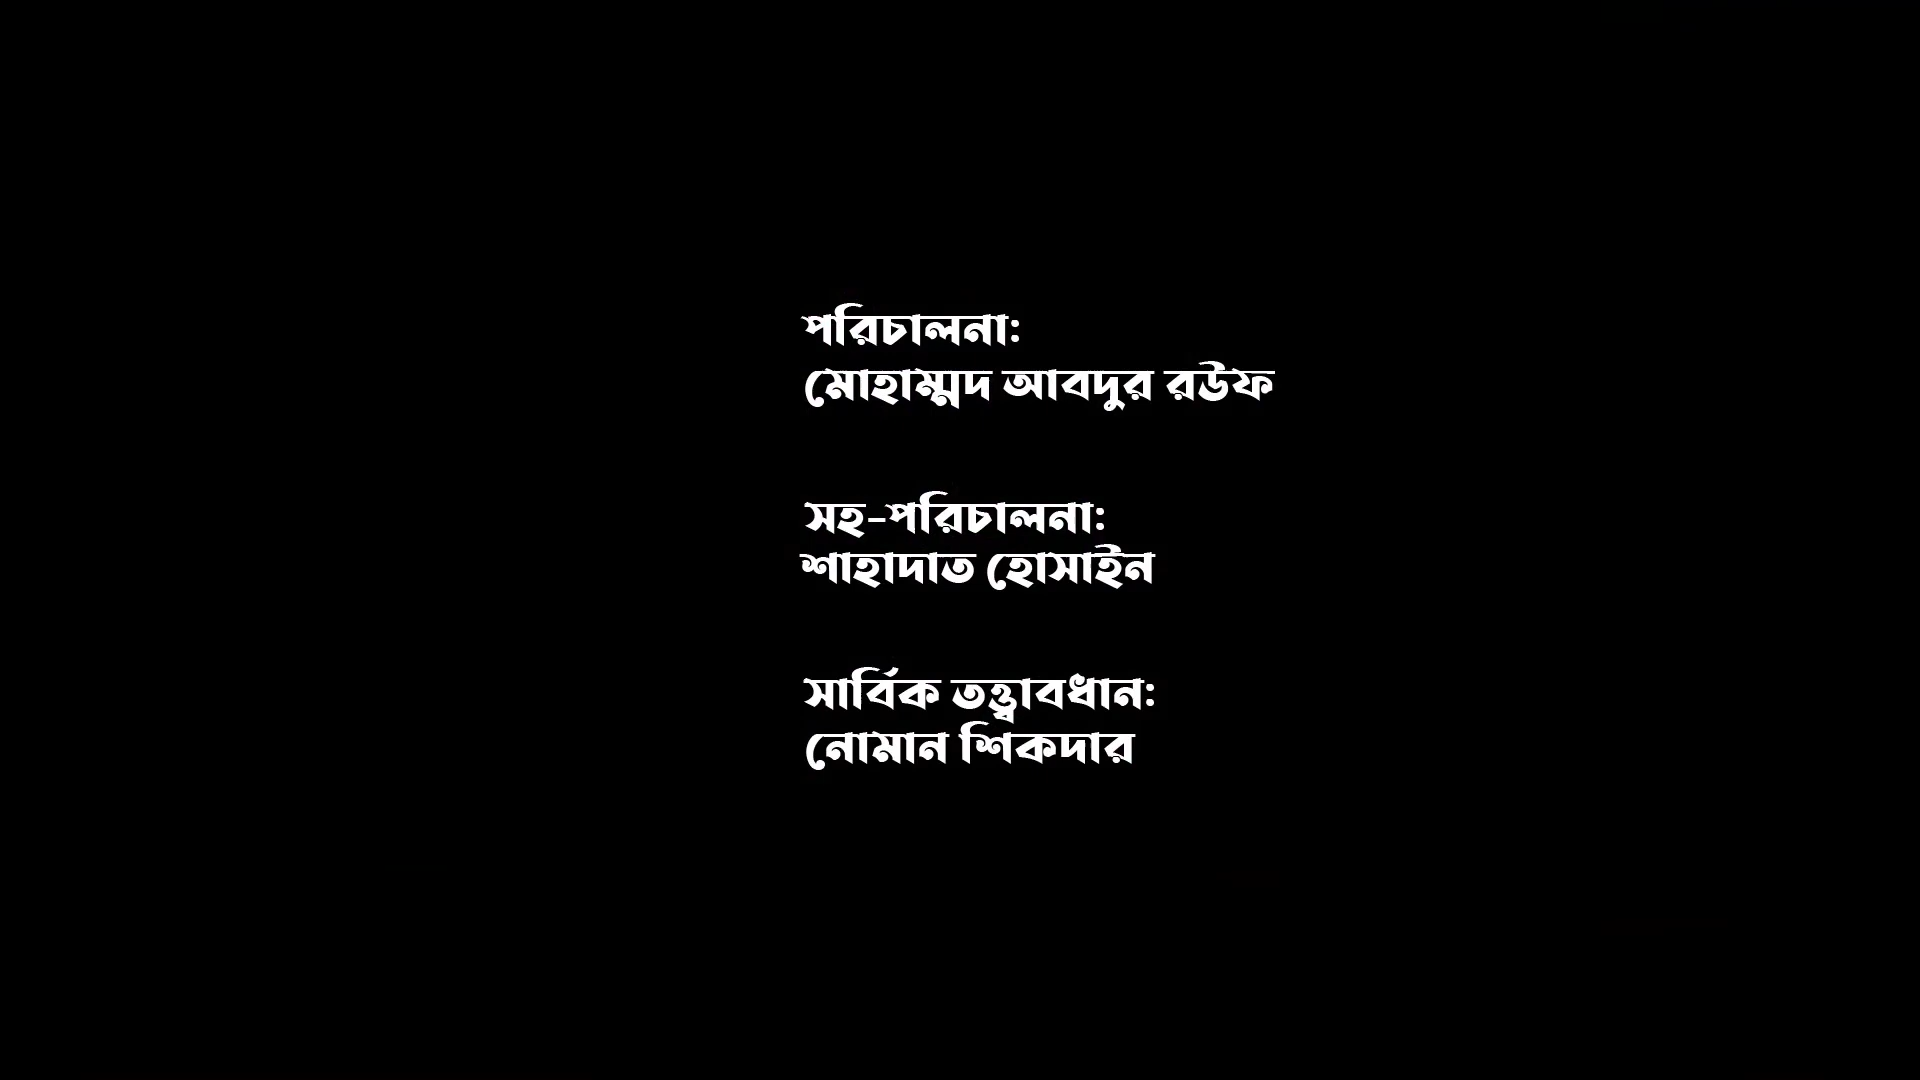 পরিচালনা:
মোহাম্মদ আবদুর রউফ
সহ-পরিচালনা:
শাহাদাত হোসাইন
সার্বিক তত্ত্বাবধান:
নোমান শিকদার